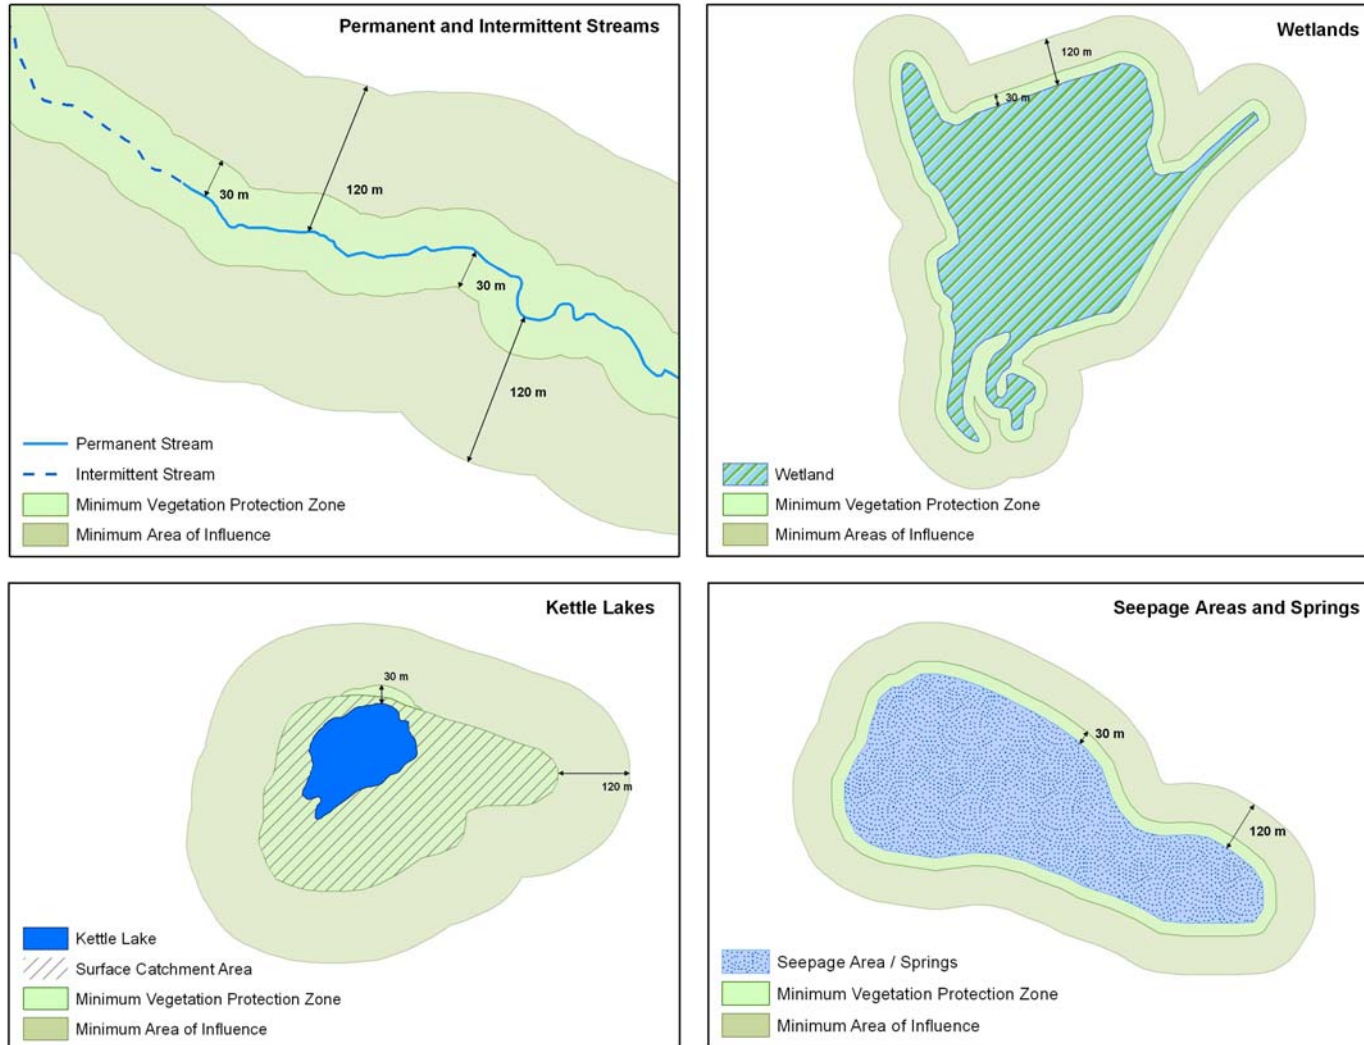 Permanent and Intermittent Streams
120 m
30 m
30 m
120 m
Permanent Stream
Intermittent Stream
Minimum Vegetation Protection Zone
Minimum Area of Influence
Wetlands
120 m
30 m
Wetland
Minimum Vegetation Protection Zone
Minimum Areas of Influence
Kettle Lakes
30 m
120 m
Kettle Lake
Surface Catchment Area
Minimum Vegetation Protection Zone
Minimum Area of Influence
Seepage Areas and Springs
30 m
120 m
Seepage Area / Springs
Minimum Vegetation Protection Zone
Minimum Area of Influence